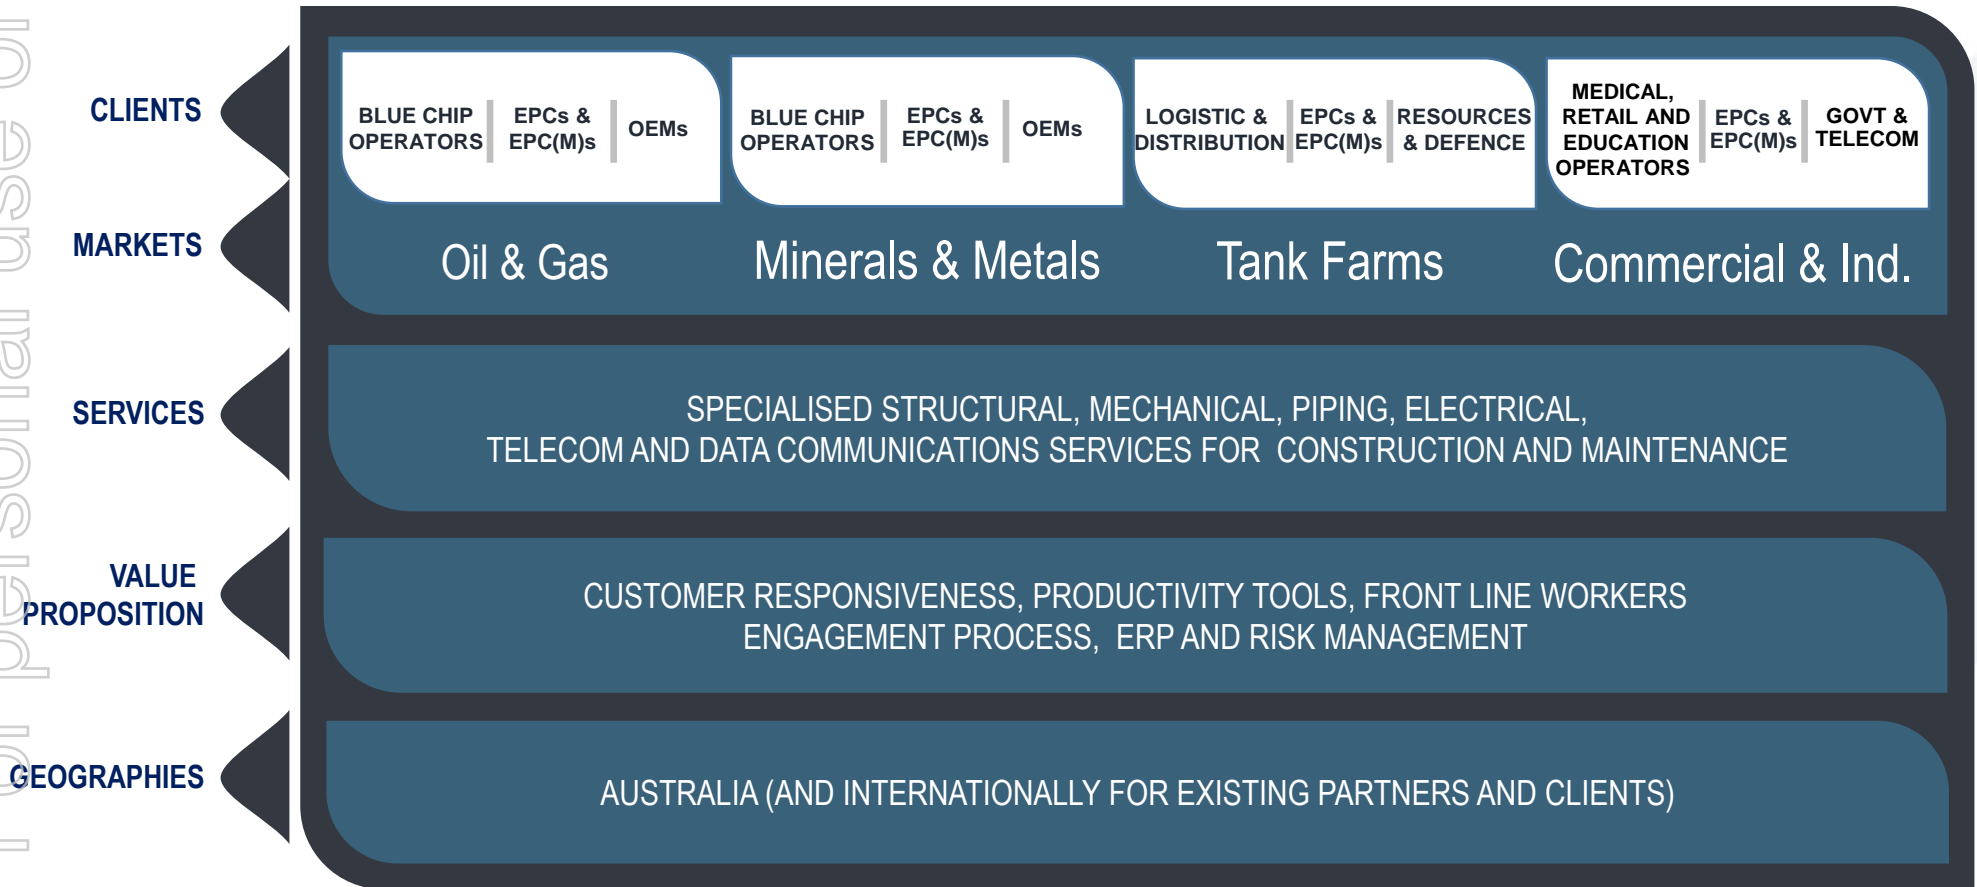 CLIENTS
BLUE CHIP
OPERATORS
EPCs &
EPC(M)s
OEMs
BLUE CHIP
OPERATORS
EPCs &
EPC(M)s
OEMs
LOGISTIC &
DISTRIBUTION
EPCs &
EPC(M)s
RESOURCES
& DEFENCE
MEDICAL,
RETAIL AND
EDUCATION
OPERATORS
EPCs &
EPC(M)s
GOVT &
TELECOM
MARKETS
Oil & Gas
Minerals & Metals
Tank Farms
Commercial & Ind.
SERVICES
SPECIALISED STRUCTURAL, MECHANICAL, PIPING, ELECTRICAL,
TELECOM AND DATA COMMUNICATIONS SERVICES FOR CONSTRUCTION AND MAINTENANCE
VALUE
PROPOSITION
CUSTOMER RESPONSIVENESS, PRODUCTIVITY TOOLS, FRONT LINE WORKERS
ENGAGEMENT PROCESS, ERP AND RISK MANAGEMENT
GEOGRAPHIES
AUSTRALIA (AND INTERNATIONALLY FOR EXISTING PARTNERS AND CLIENTS)
For personal use